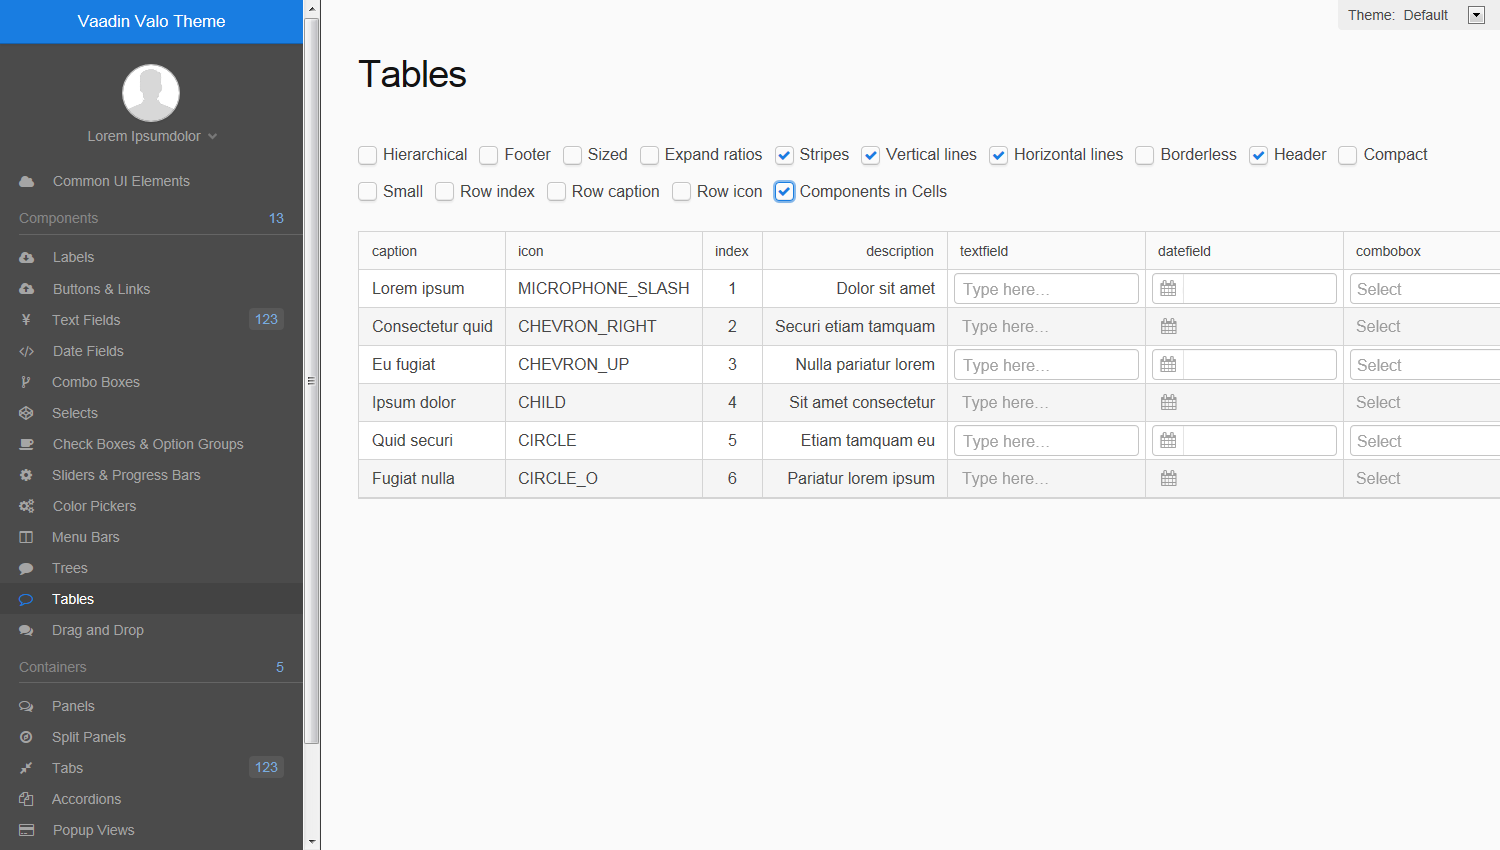 Vaadin Valo Theme
Theme: Default
Lorem Ipsumdolor
Common UI Elements
Components 13
Labels
Buttons & Links
Text Fields 123
Date Fields
Combo Boxes
Selects
Check Boxes & Option Groups
Sliders & Progress Bars
Color Pickers
Menu Bars
Trees
Tables
Drag and Drop
Containers 5
Panels
Split Panels
Tabs 123
Accordions
Popup Views
Tables
Hierarchical Footer Sized Expand ratios Stripes Vertical lines Horizontal lines Borderless Header Compact
Small Row index Row caption Row icon Components in Cells
caption icon index description textfield datefield combobox
Lorem ipsum MICROPHONE_SLASH 1 Dolor sit amet Type here... Select
Consectetur quid CHEVRON_RIGHT 2 Securi etiam tamquam Type here... Select
Eu fugiat CHEVRON_UP 3 Nulla pariatur lorem Type here... Select
Ipsum dolor CHILD 4 Sit amet consectetur Type here... Select
Quid securi CIRCLE 5 Etiam tamquam eu Type here... Select
Fugiat nulla CIRCLE_O 6 Pariatur lorem ipsum Type here... Select